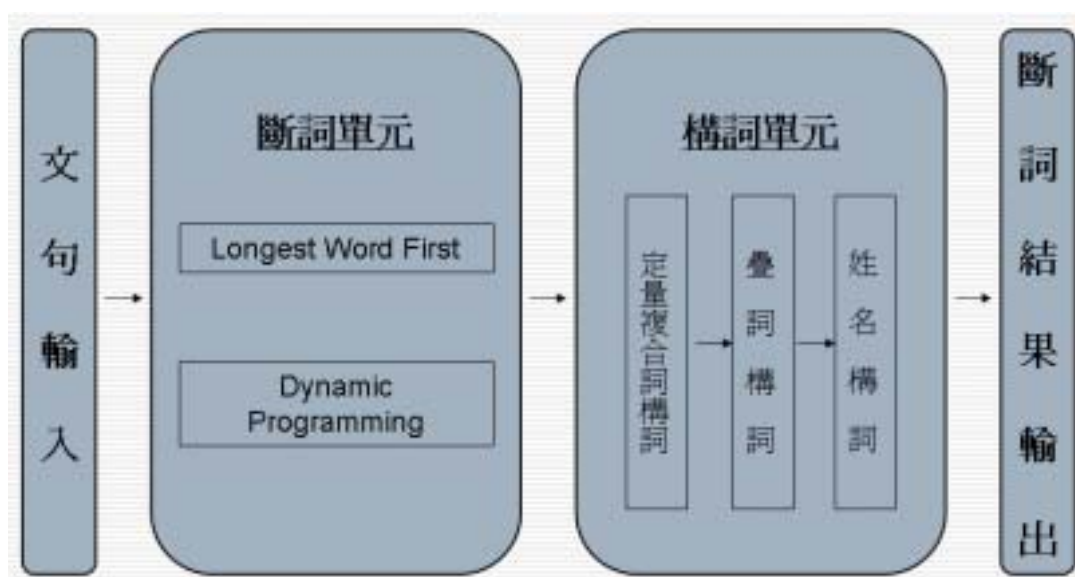 文句輸入
斷詞單元
Longest Word First
Dynamic
Programming
構詞單元
定量複合詞構詞
疊詞構詞
姓名構詞
斷詞結果輸出